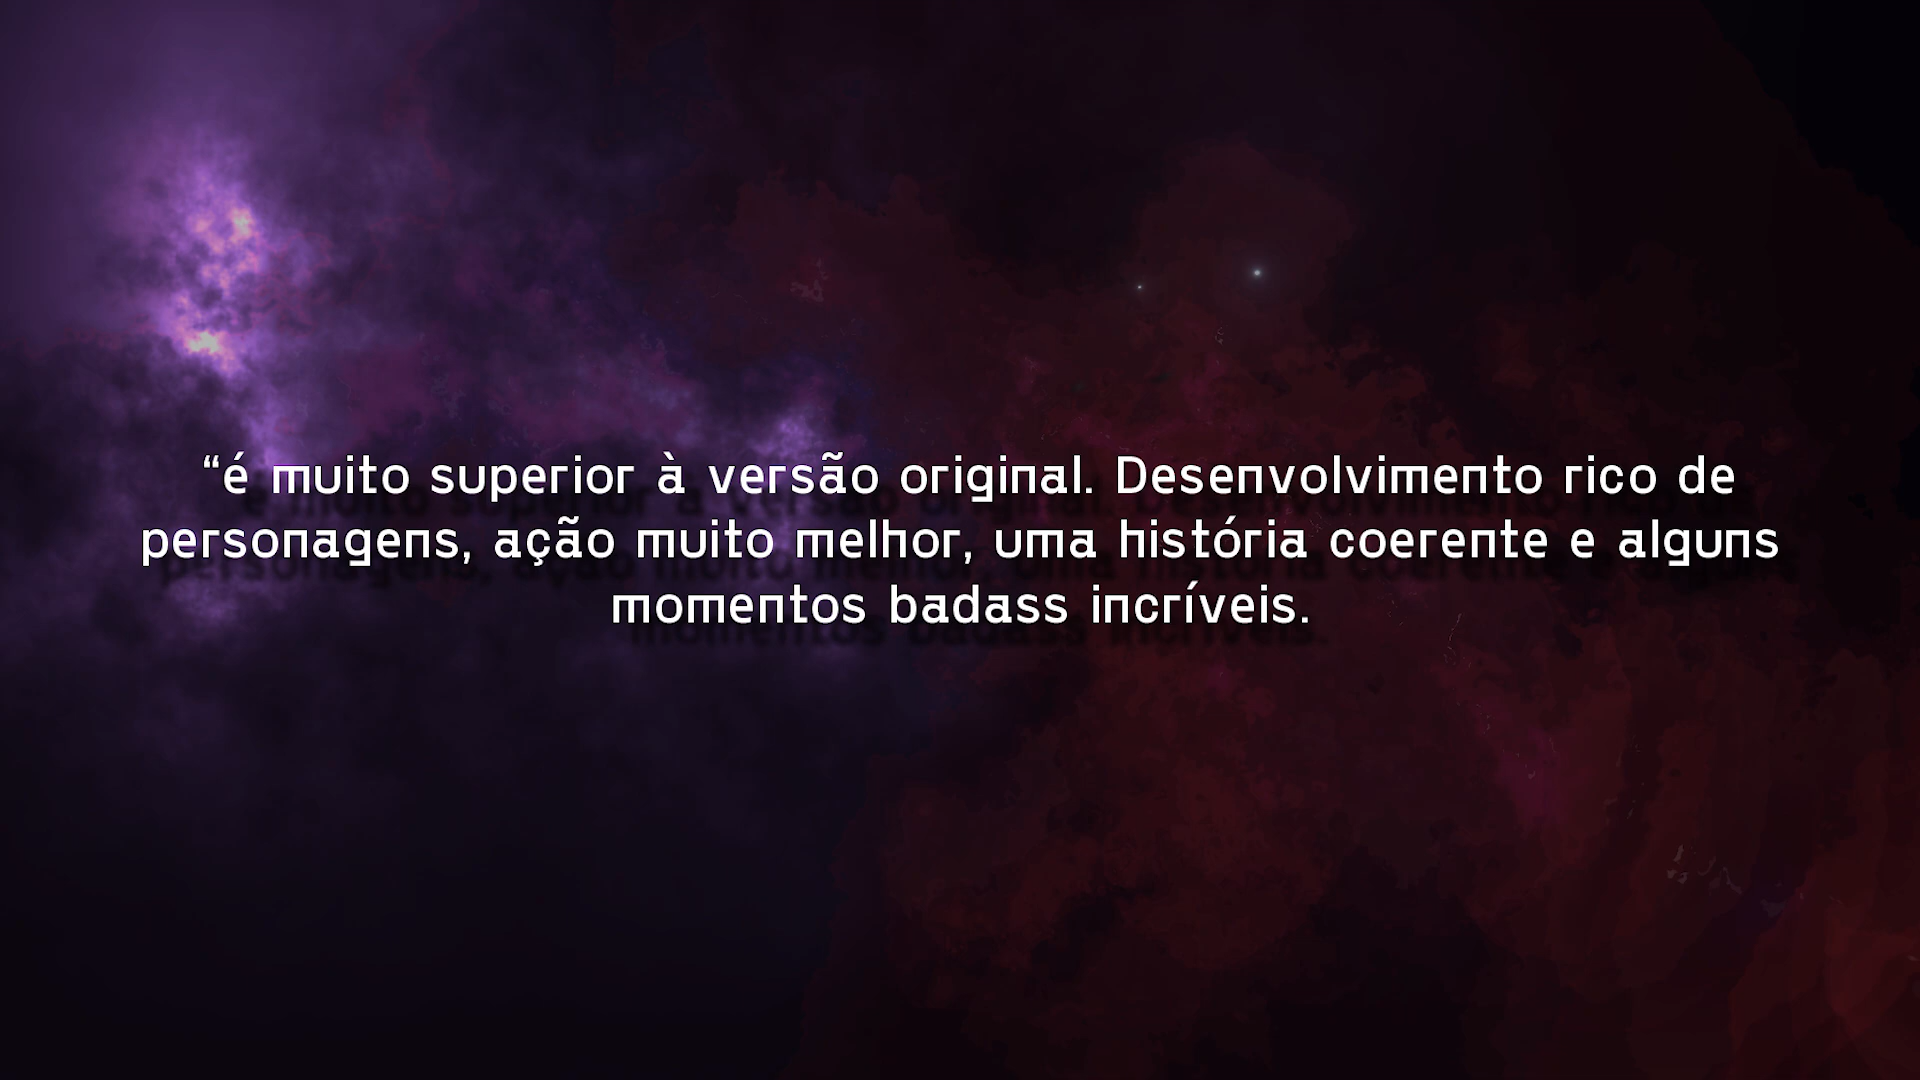 “é muito superior à versão original. Desenvolvimento rico de
personagens, ação muito melhor, uma história coerente e alguns
momentos badass incríveis.